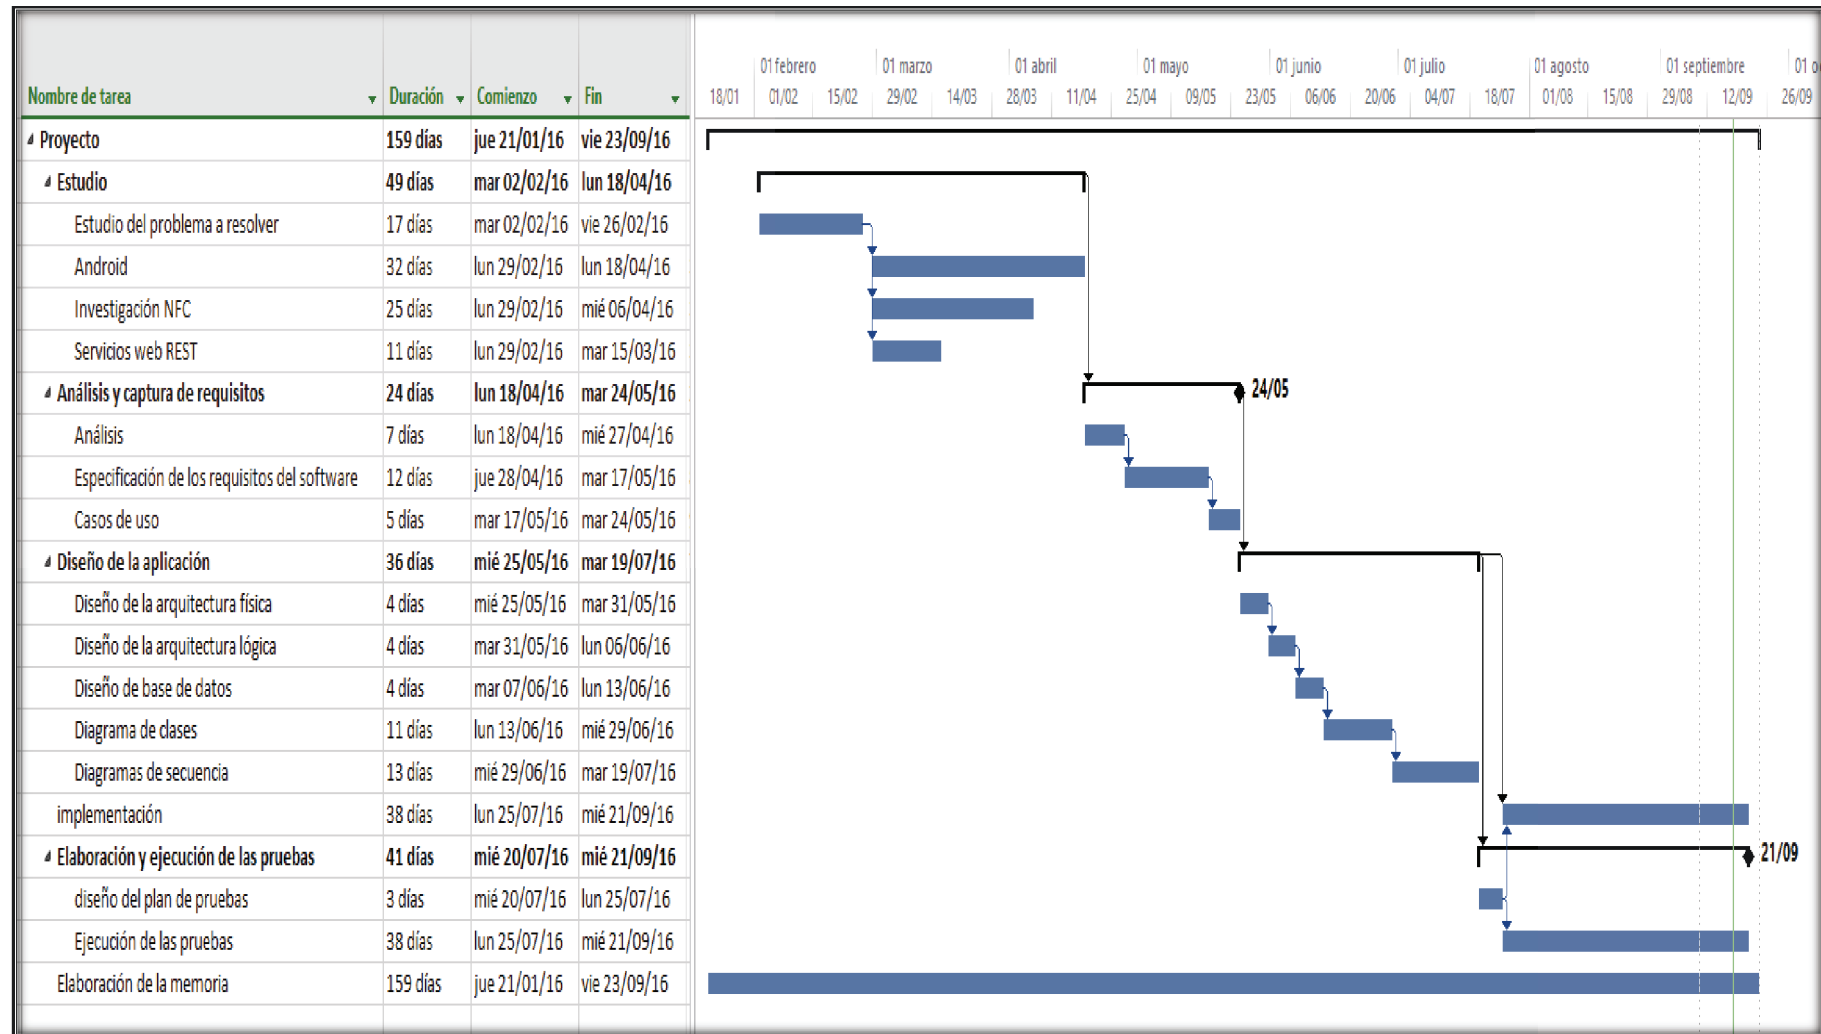 01 febrero 01 marzo 01 abril 01 mayo 01 junio 01 julio 01 agosto 01 septiembre 01
Nombre de tarea Duración Comienzo Fin 18/01 01/02 15/02 29/02 14/03 28/03 11/04 25/04 09/05 23/05 06/06 20/06 04/07 18/07 01/08 15/08 29/08 12/09 26/09
Proyecto 159 días jue 21/01/16 vie 23/09/16
Estudio 49 días mar 02/02/16 lun 18/04/16
Estudio del problema a resolver 17 días mar 02/02/16 vie 26/02/16
Android 32 días lun 29/02/16 lun 18/04/16
Investigación NFC 25 días lun 29/02/16 mié 06/04/16
Servicios web REST 11 días lun 29/02/16 mar 15/03/16
Análisis y captura de requisitos 24 días lun 18/04/16 mar 24/05/16 24/05
Análisis 7 días lun 18/04/16 mié 27/04/16
Especificación de los requisitos del software 12 días jue 28/04/16 mar 17/05/16
Casos de uso 5 días mar 17/05/16 mar 24/05/16
Diseño de la aplicación 36 días mié 25/05/16 mar 19/07/16
Diseño de la arquitectura física 4 días mié 25/05/16 mar 31/05/16
Diseño de la arquitectura lógica 4 días mar 31/05/16 lun 06/06/16
Diseño de base de datos 4 días mar 07/06/16 lun 13/06/16
Diagrama de clases 11 días lun 13/06/16 mié 29/06/16
Diagramas de secuencia 13 días mié 29/06/16 mar 19/07/16
implementación 38 días lun 25/07/16 mié 21/09/16
Elaboración y ejecución de las pruebas 41 días mié 20/07/16 mié 21/09/16 21/09
diseño del plan de pruebas 3 días mié 20/07/16 lun 25/07/16
Ejecución de las pruebas 38 días lun 25/07/16 mié 21/09/16
Elaboración de la memoria 159 días jue 21/01/16 vie 23/09/16